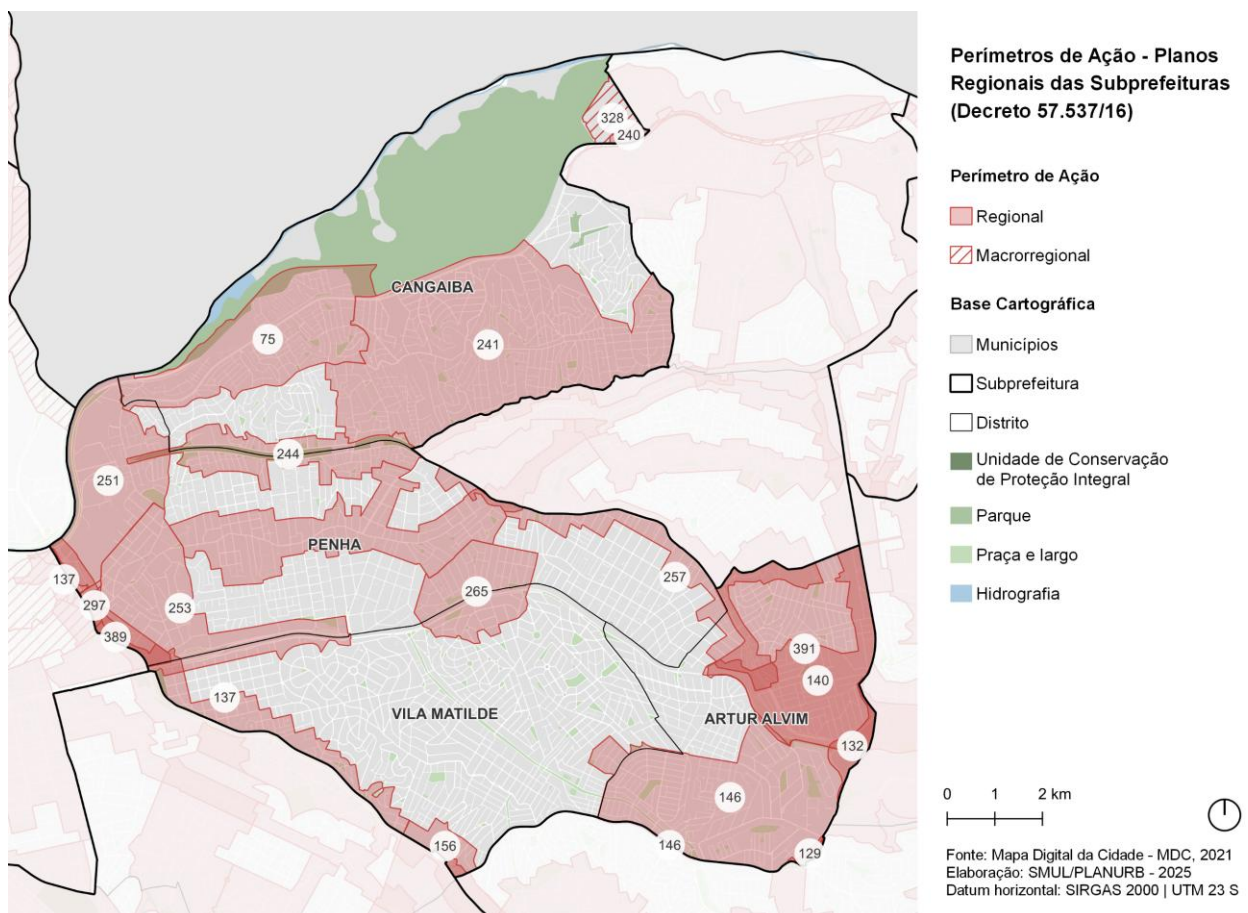 Perímetros de Ação - Planos
Regionais das Subprefeituras
(Decreto 57.537/16)
Perímetro de Ação
Regional
Macrorregional
Base Cartográfica
Municípios
Subprefeitura
Distrito
Unidade de Conservação
de Proteção Integral
Parque
Praça e largo
Hidrografia
0 1 2 km
Fonte: Mapa Digital da Cidade - MDC, 2021
Elaboração: SMUL/PLANURB - 2025
Datum horizontal: SIRGAS 2000 | UTM 23 S
328
240
CANGAIBA
75
241
244
251
PENHA
137
297
253
265
257
389
391
140
137
VILA MATILDE
ARTUR ALVIM
132
146
156
146
129